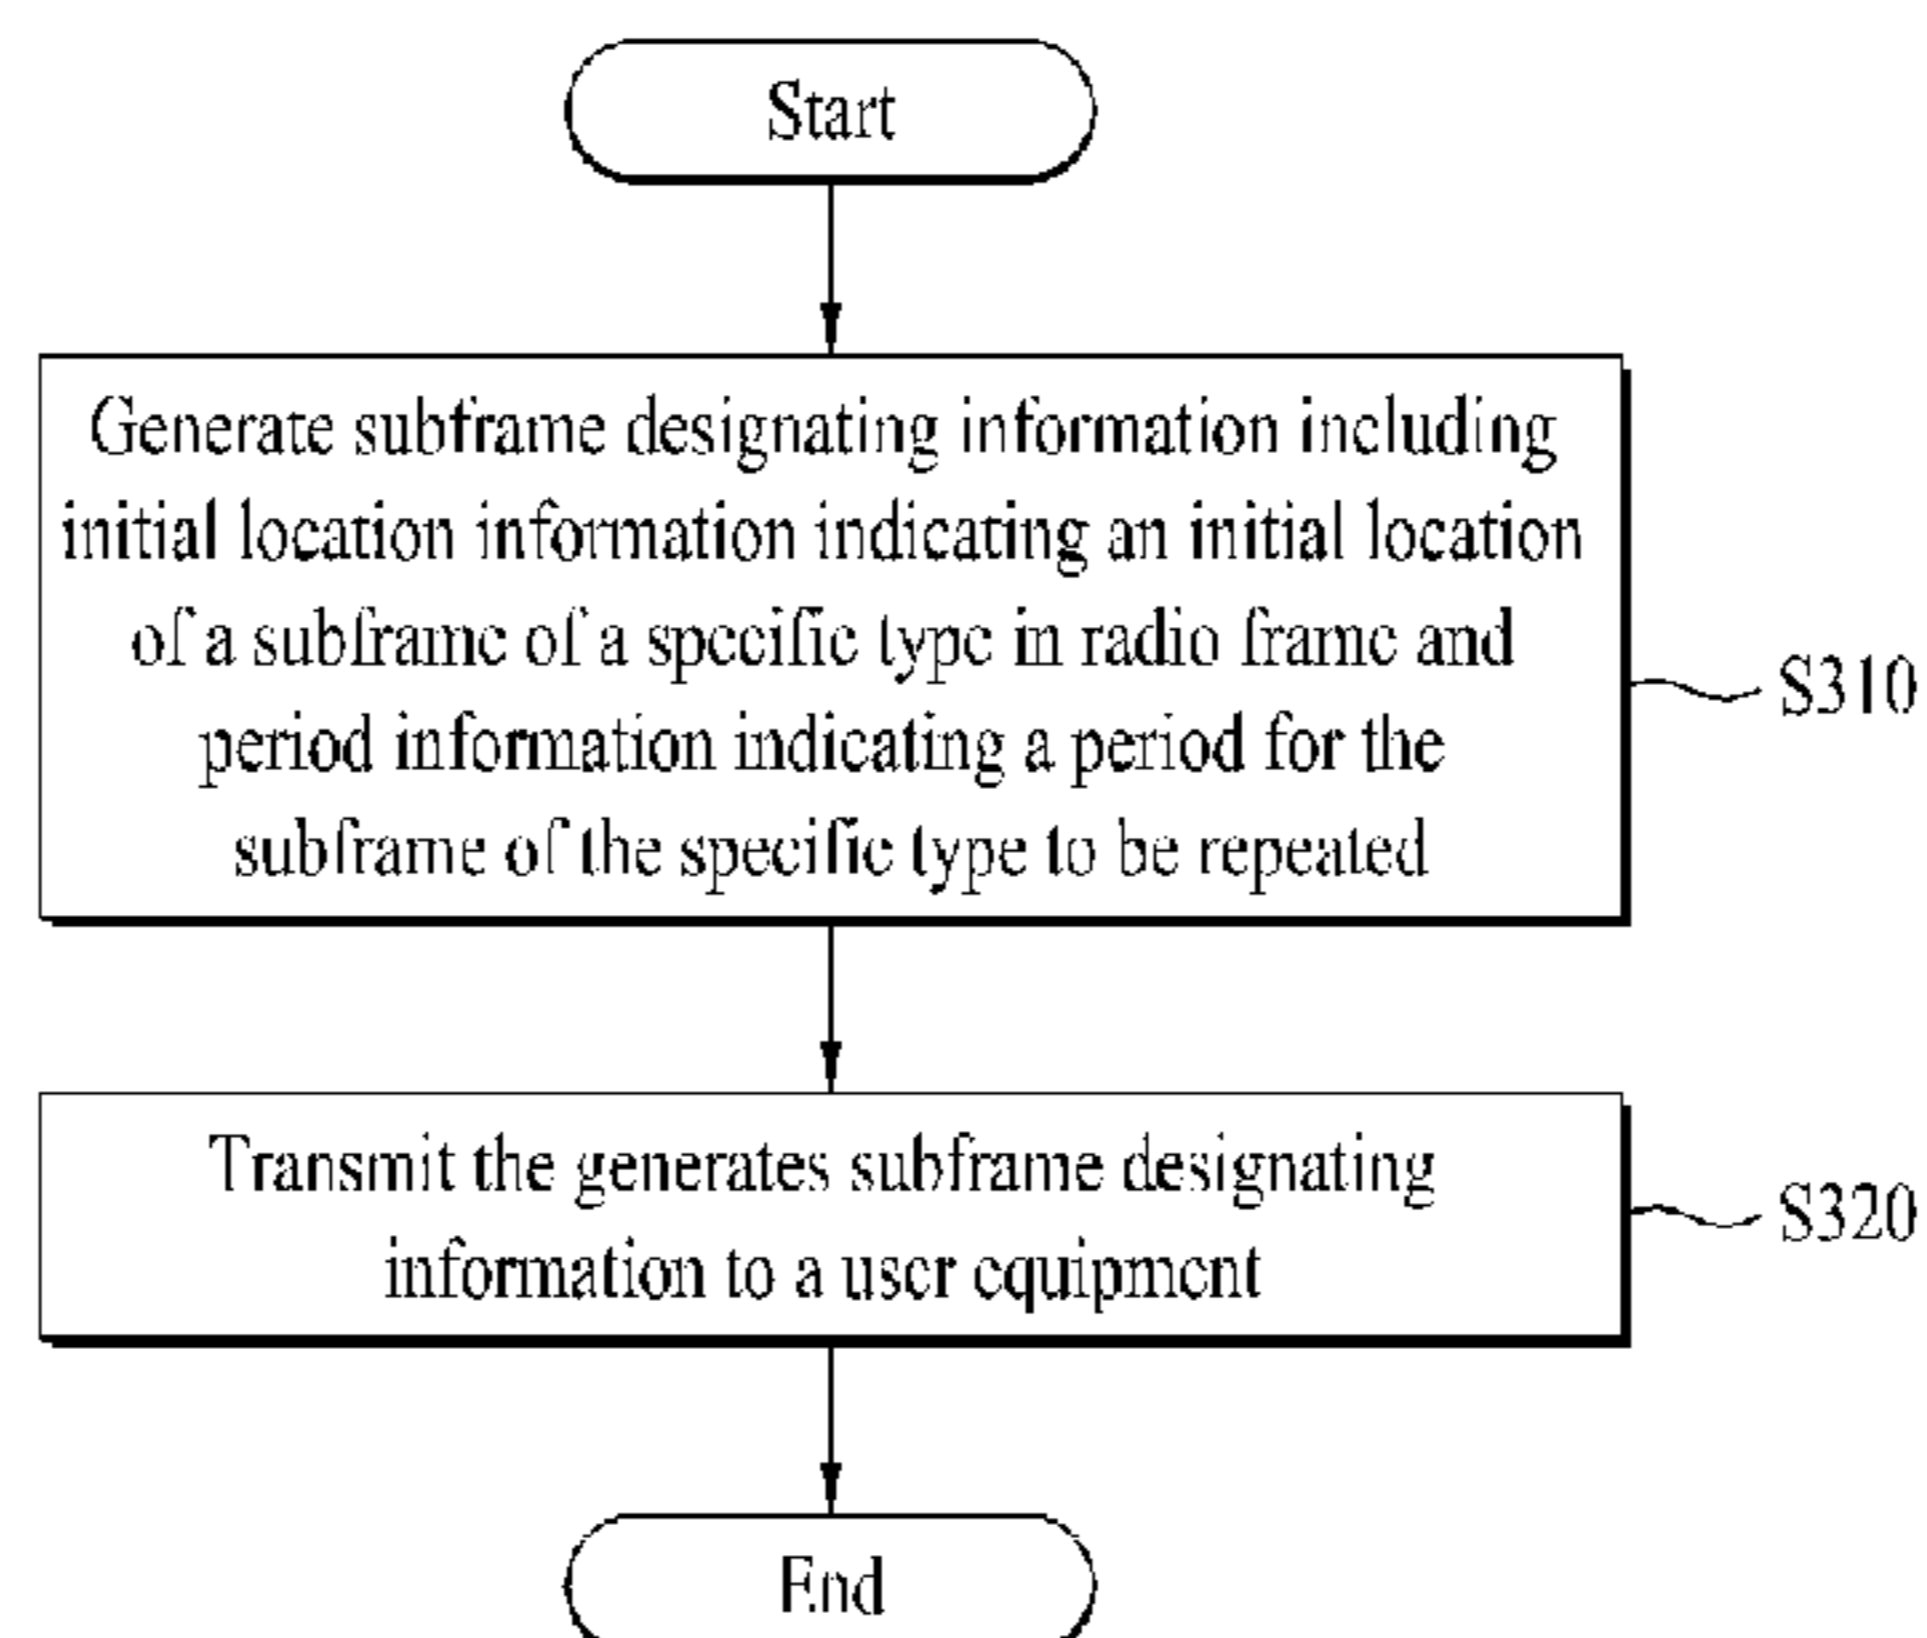 Start
Generate subframe designating information including
initial location information indicating an initial location
of a subframe of a specific type in radio frame and
period information indicating a period for the
subframe of the specific type to be repeated
S310
Transmit the generates subframe designating
information to a user equipment
S320
End